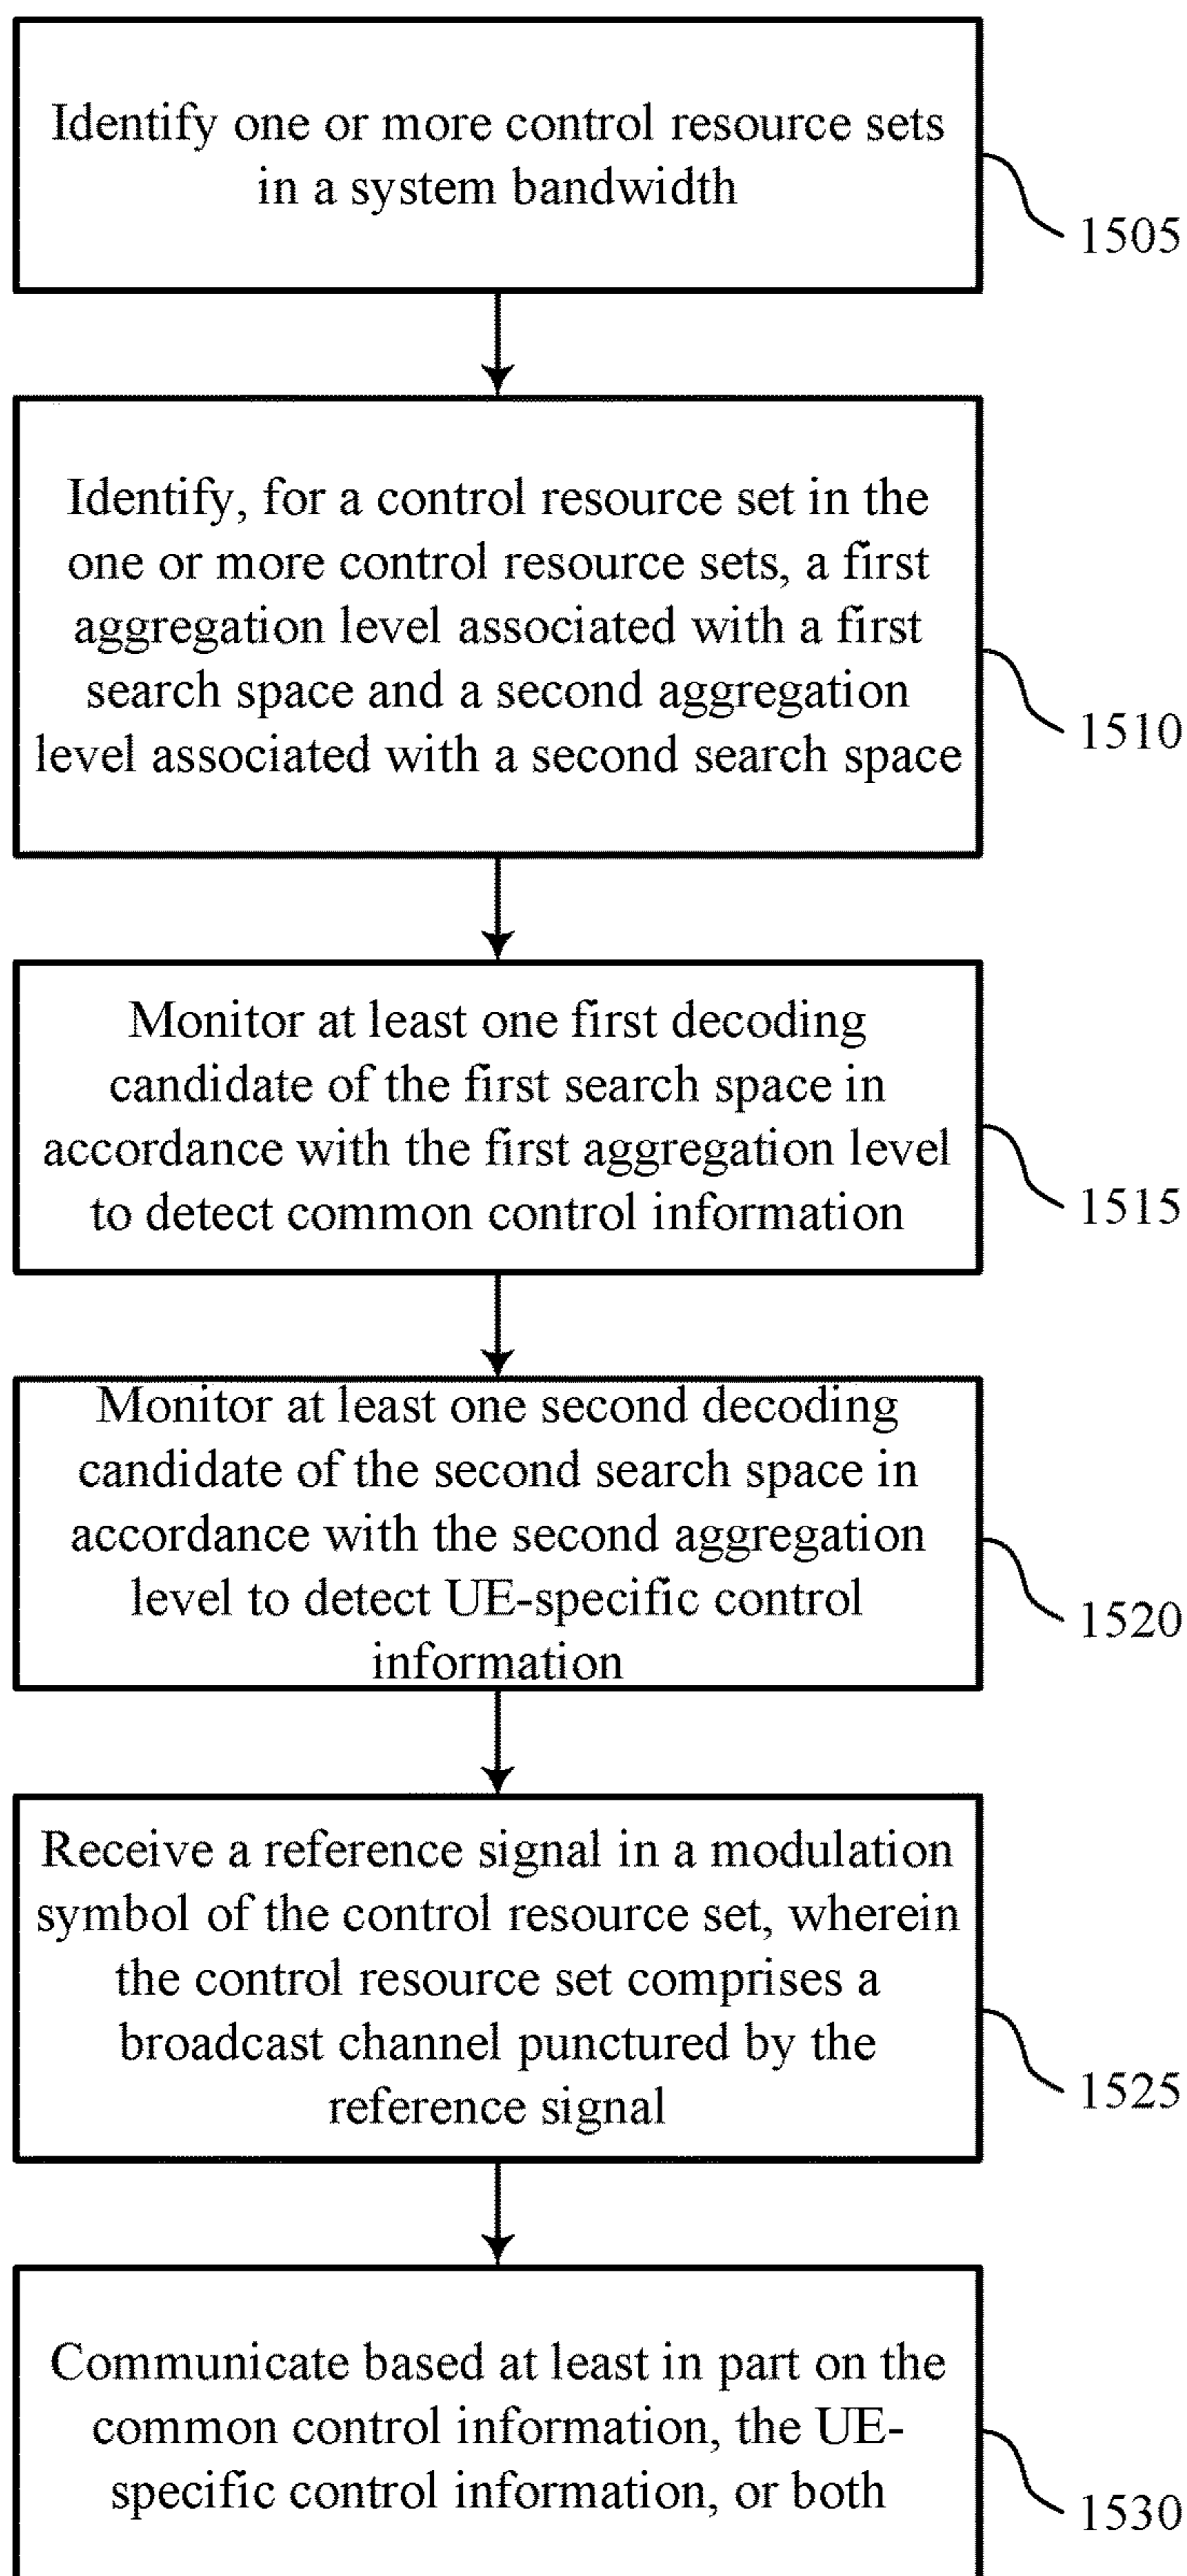 Identify one or more control resource sets
in a system bandwidth
1505
Identify, for a control resource set in the
one or more control resource sets, a first
aggregation level associated with a first
search space and a second aggregation
level associated with a second search space
1510
Monitor at least one first decoding
candidate of the first search space in
accordance with the first aggregation level
to detect common control information
1515
Monitor at least one second decoding
candidate of the second search space in
accordance with the second aggregation
level to detect UE-specific control
information
1520
Receive a reference signal in a modulation
symbol of the control resource set, wherein
the control resource set comprises a
broadcast channel punctured by the
reference signal
1525
Communicate based at least in part on the
common control information, the UE-
specific control information, or both
1530